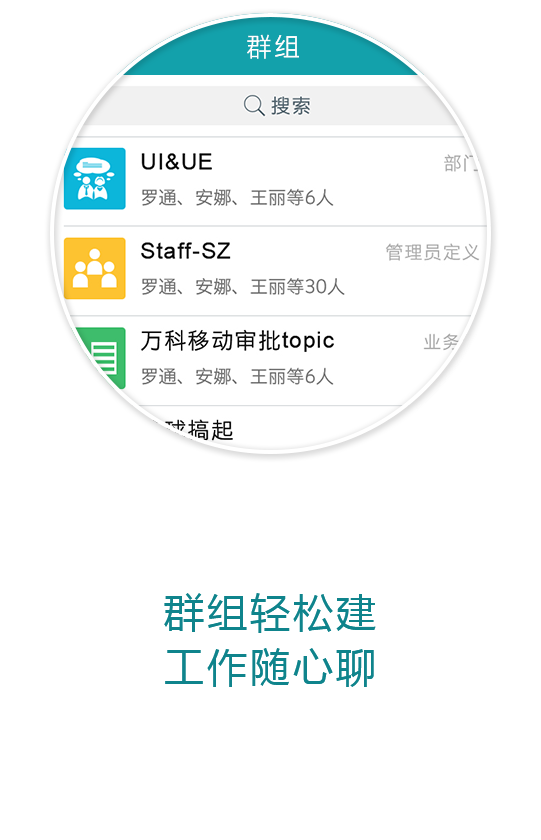 群组
搜索
UI&UE
部门
罗通、安娜、王丽等6人
Staff-SZ
管理员定义
罗通、安娜、王丽等30人
万科移动审批topic
业务
罗通、安娜、王丽等6人
球搞起
群组轻松建
工作随心聊